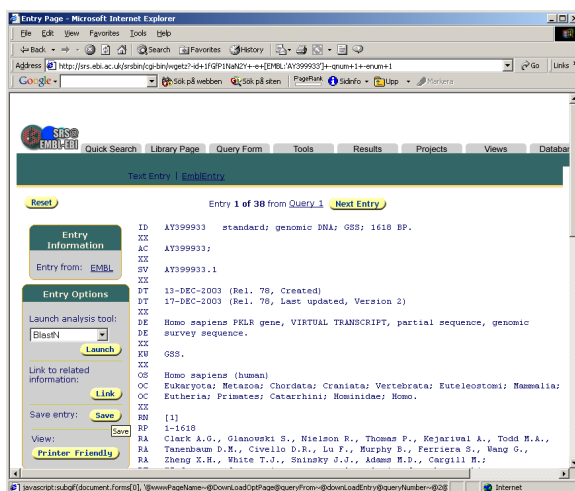 Entry Page - Microsoft Internet Explorer
File Edit View Favorites Tools Help
Back Search Favorites History
Address http://srs.ebi.ac.uk/srsbin/cgi-bin/wgetz?-id+1FGfP1NaN2Y+-e+[EMBL:'AY399933']+-qnum+1+-enum+1 Go Links
Google Sök på webben Sök på siten PageRank Sidinfo Upp Markera
SRS@
EMBL-EBI Quick Search Library Page Query Form Tools Results Projects Views Databan
Text Entry | EmblEntry
Reset Entry 1 of 38 from Query 1 Next Entry
Entry Information
Entry from: EMBL
Entry Options
Launch analysis tool:
BlastN
Launch
Link to related information:
Link
Save entry: Save
Save
View:
Printer Friendly
ID AY399933 standard; genomic DNA; GSS; 1618 BP.
XX
AC AY399933;
XX
SV AY399933.1
XX
DT 13-DEC-2003 (Rel. 78, Created)
DT 17-DEC-2003 (Rel. 78, Last updated, Version 2)
XX
DE Homo sapiens PKLR gene, VIRTUAL TRANSCRIPT, partial sequence, genomic
DE survey sequence.
XX
KW GSS.
XX
OS Homo sapiens (human)
OC Eukaryota; Metazoa; Chordata; Craniata; Vertebrata; Euteleostomi; Mammalia;
OC Eutheria; Primates; Catarrhini; Hominidae; Homo.
XX
RN [1]
RP 1-1618
RA Clark A.G., Glanowski S., Nielson R., Thomas P., Kejariwal A., Todd M.A.,
RA Tanenbaum D.M., Civello D.R., Lu F., Murphy B., Ferriera S., Wang G.,
RA Zheng X.H., White T.J., Sninsky J.J., Adams M.D., Cargill M.;
javascript:subgif(document.forms[0], '@wwwPageName~@DownLoadOptPage@queryFrom~@downLoadEntry@queryNumber~@2@ Internet